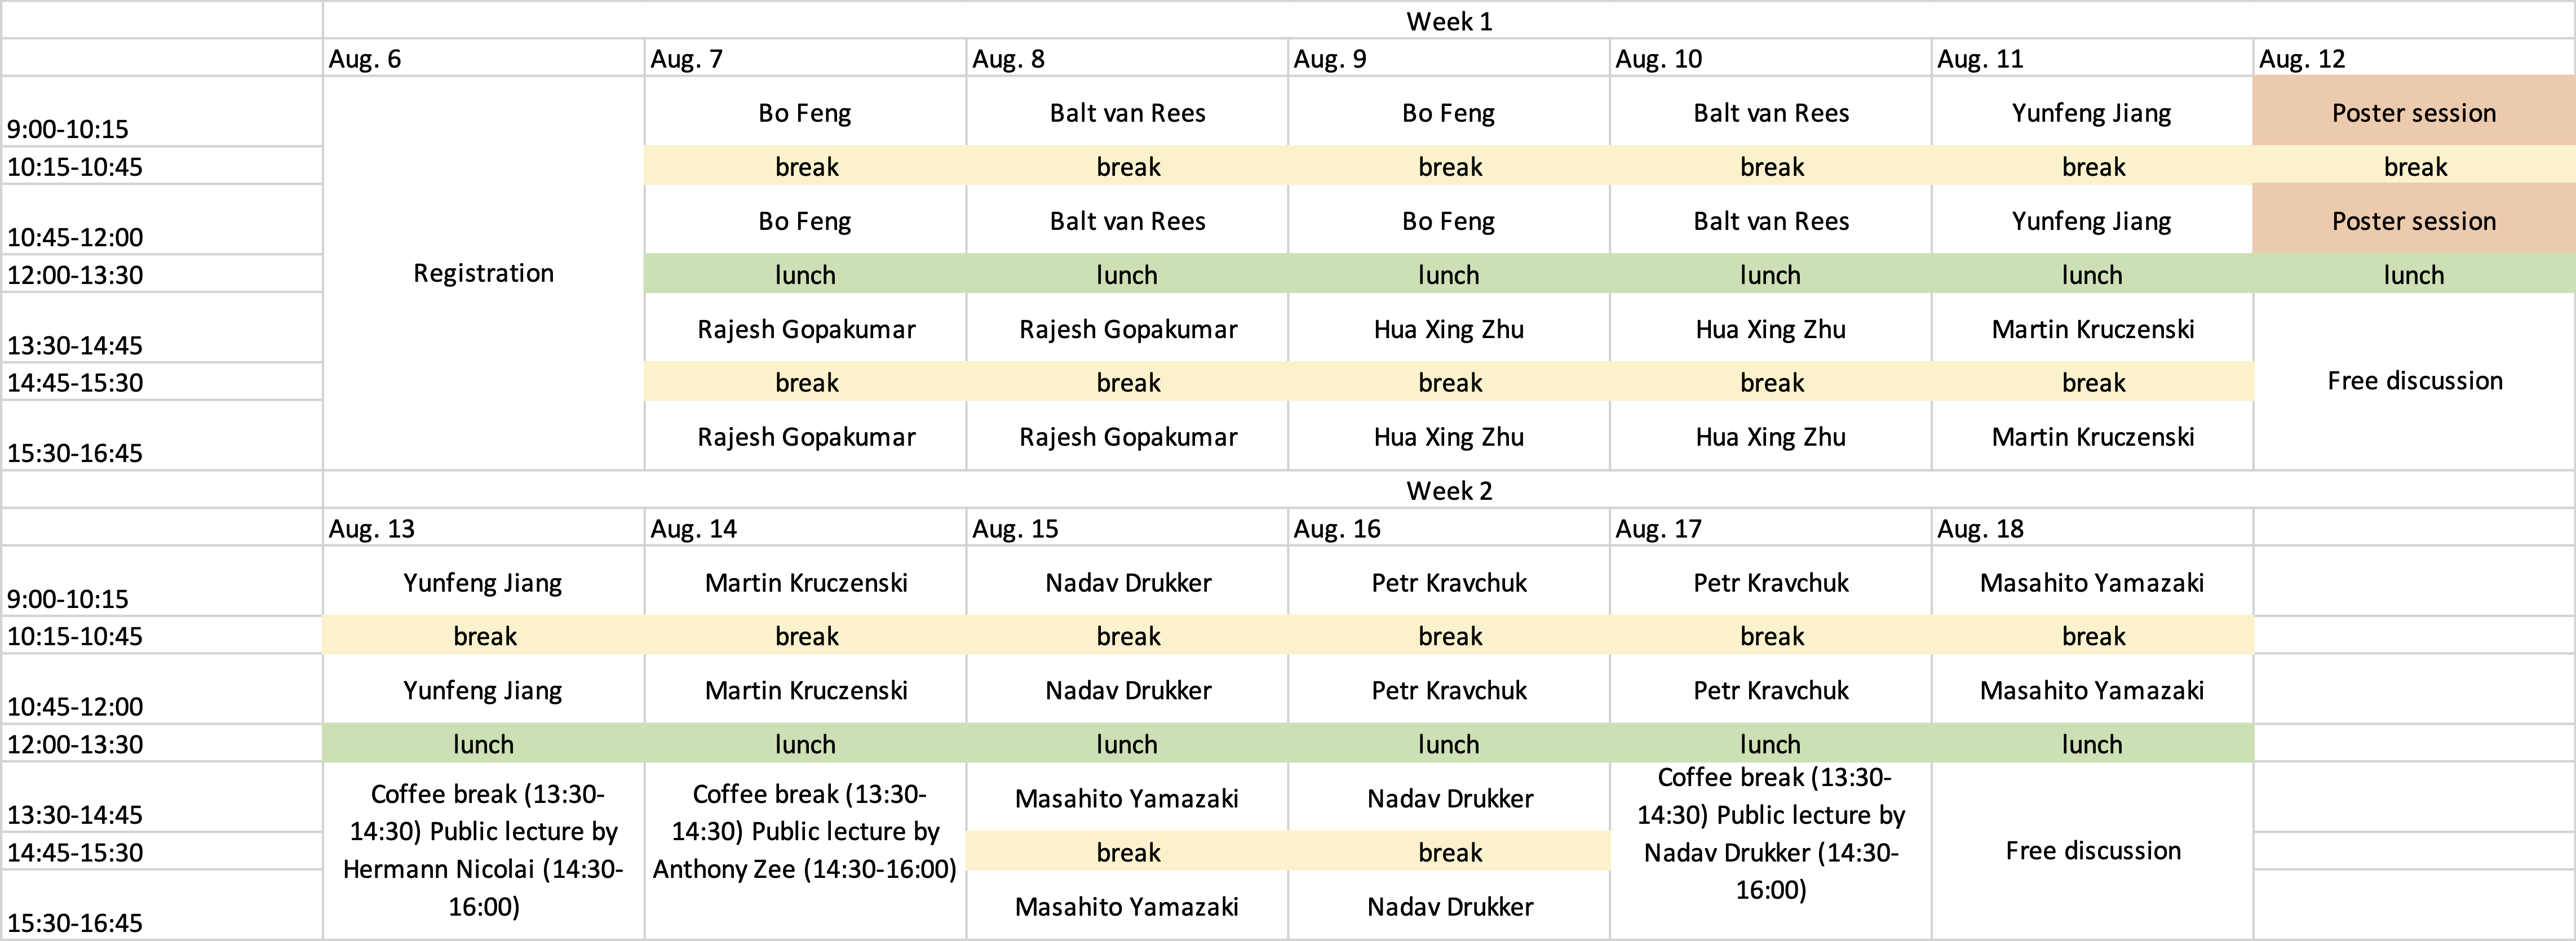 Week 1
Aug. 6 Aug. 7 Aug. 8 Aug. 9 Aug. 10 Aug. 11 Aug. 12
9:00-10:15 Bo Feng Balt van Rees Bo Feng Balt van Rees Yunfeng Jiang Poster session
10:15-10:45 break break break break break break
10:45-12:00 Bo Feng Balt van Rees Bo Feng Balt van Rees Yunfeng Jiang Poster session
12:00-13:30 Registration lunch lunch lunch lunch lunch lunch
13:30-14:45 Rajesh Gopakumar Rajesh Gopakumar Hua Xing Zhu Hua Xing Zhu Martin Kruczenski
14:45-15:30 break break break break break Free discussion
15:30-16:45 Rajesh Gopakumar Rajesh Gopakumar Hua Xing Zhu Hua Xing Zhu Martin Kruczenski
Week 2
Aug. 13 Aug. 14 Aug. 15 Aug. 16 Aug. 17 Aug. 18
9:00-10:15 Yunfeng Jiang Martin Kruczenski Nadav Drukker Petr Kravchuk Petr Kravchuk Masahito Yamazaki
10:15-10:45 break break break break break break
10:45-12:00 Yunfeng Jiang Martin Kruczenski Nadav Drukker Petr Kravchuk Petr Kravchuk Masahito Yamazaki
12:00-13:30 lunch lunch lunch lunch lunch lunch
13:30-14:45
Coffee break (13:30-
14:30) Public lecture by
Hermann Nicolai (14:30-
16:00)
Coffee break (13:30-
14:30) Public lecture by
Anthony Zee (14:30-16:00)
Masahito Yamazaki Nadav Drukker
Coffee break (13:30-
14:30) Public lecture by
Nadav Drukker (14:30-
16:00)
14:45-15:30 break break Free discussion
15:30-16:45 Masahito Yamazaki Nadav Drukker